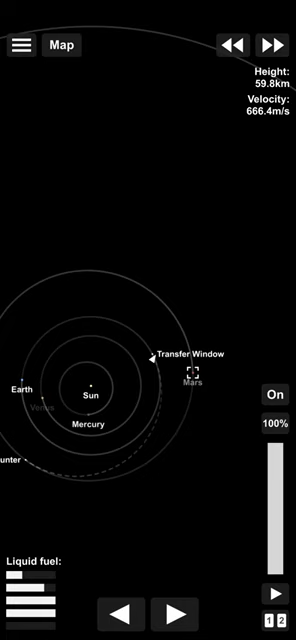 Map
Height:
59.8km
Velocity:
666.4m/s
Transfer Window
Mars
Earth
Sun
Venus
Mercury
unter
On
100%
Liquid fuel:
1 2